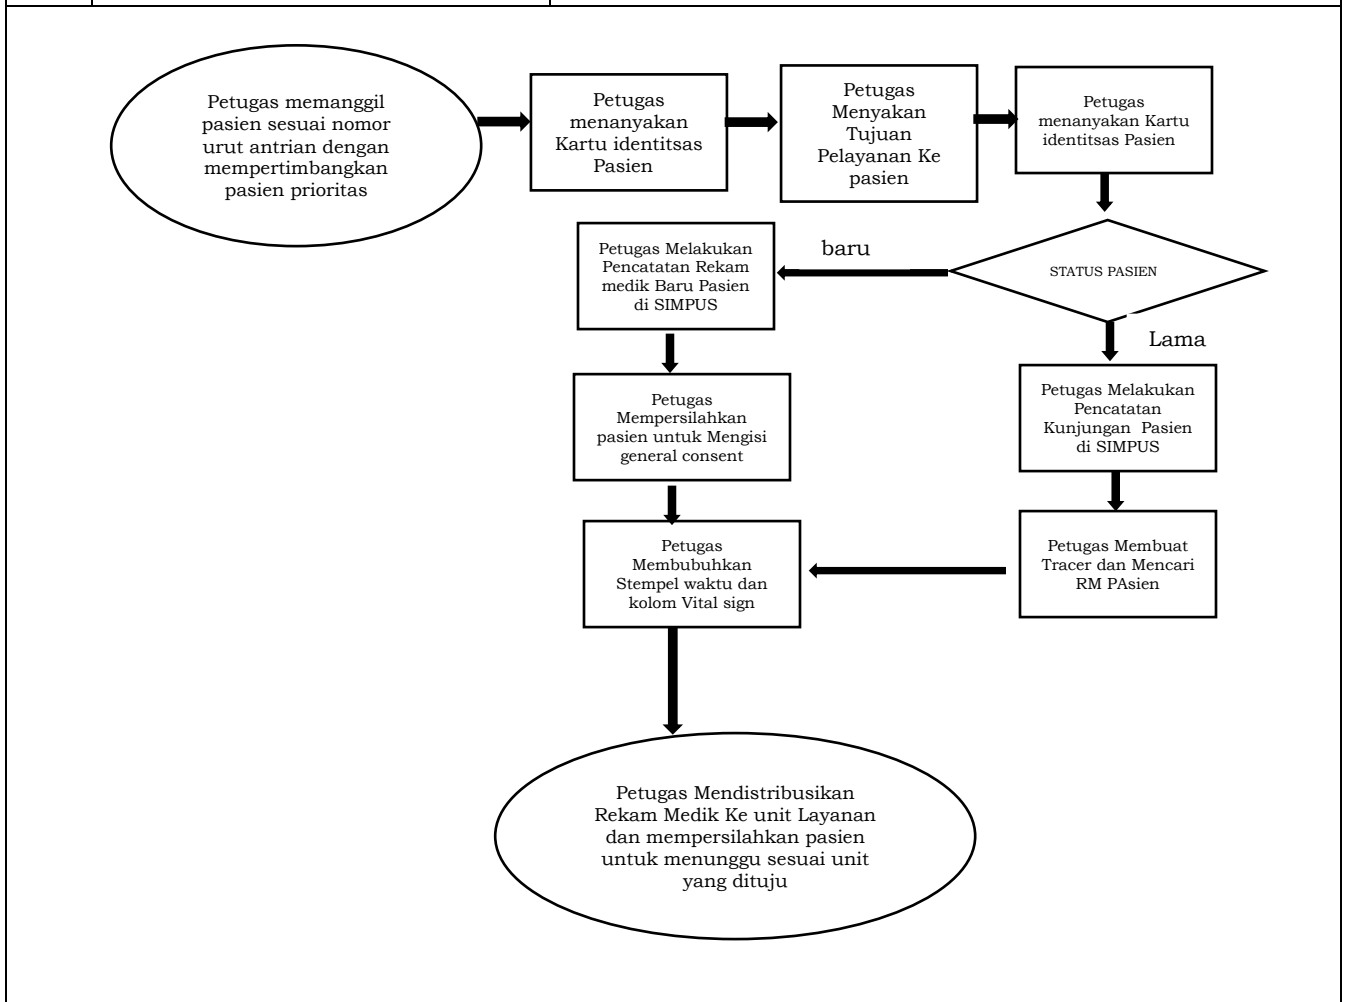 Petugas memanggil
pasien sesuai nomor
urut antrian dengan
mempertimbangkan
pasien prioritas
Petugas
menanyakan
Kartu identitsas
Pasien
Petugas
Menyakan
Tujuan
Pelayanan Ke
pasien
Petugas
menanyakan Kartu
identitsas Pasien
STATUS PASIEN
baru
Petugas Melakukan
Pencatatan Rekam
medik Baru Pasien
di SIMPUS
Lama
Petugas Melakukan
Pencatatan
Kunjungan  Pasien
di SIMPUS
Petugas
Mempersilahkan
pasien untuk Mengisi
general consent
Petugas Membuat
Tracer dan Mencari
RM PAsien
Petugas
Membubuhkan
Stempel waktu dan
kolom Vital sign
Petugas Mendistribusikan
Rekam Medik Ke unit Layanan
dan mempersilahkan pasien
untuk menunggu sesuai unit
yang dituju